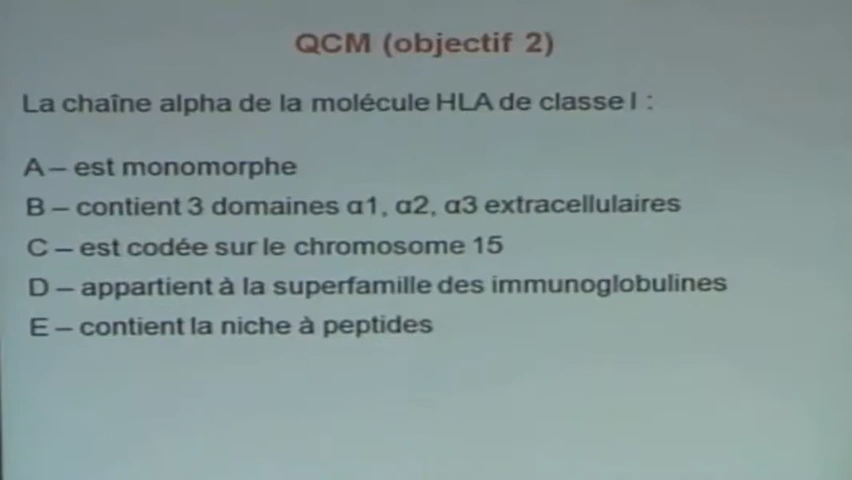 QCM (objectif 2)
La chaîne alpha de la molécule HLA de classe I :
A – est monomorphe
B – contient 3 domaines α1, α2, α3 extracellulaires
C – est codée sur le chromosome 15
D – appartient à la superfamille des immunoglobulines
E – contient la niche à peptides